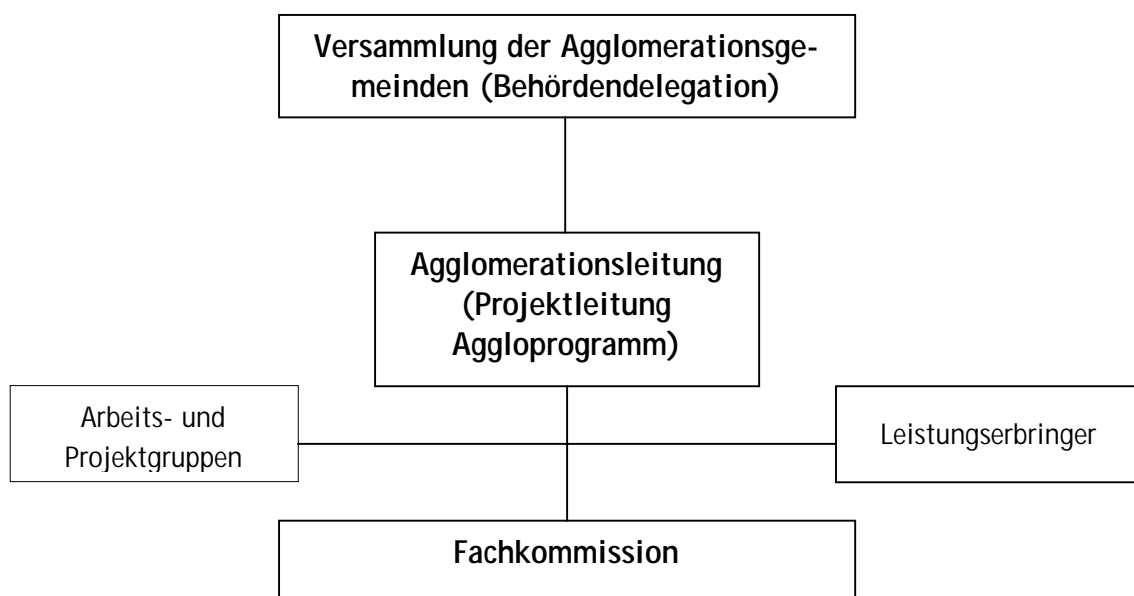 Versammlung der Agglomerationsge-
meinden (Behördendelegation)
Agglomerationsleitung
(Projektleitung
Aggloprogramm)
Arbeits- und
Projektgruppen
Leistungserbringer
Fachkommission